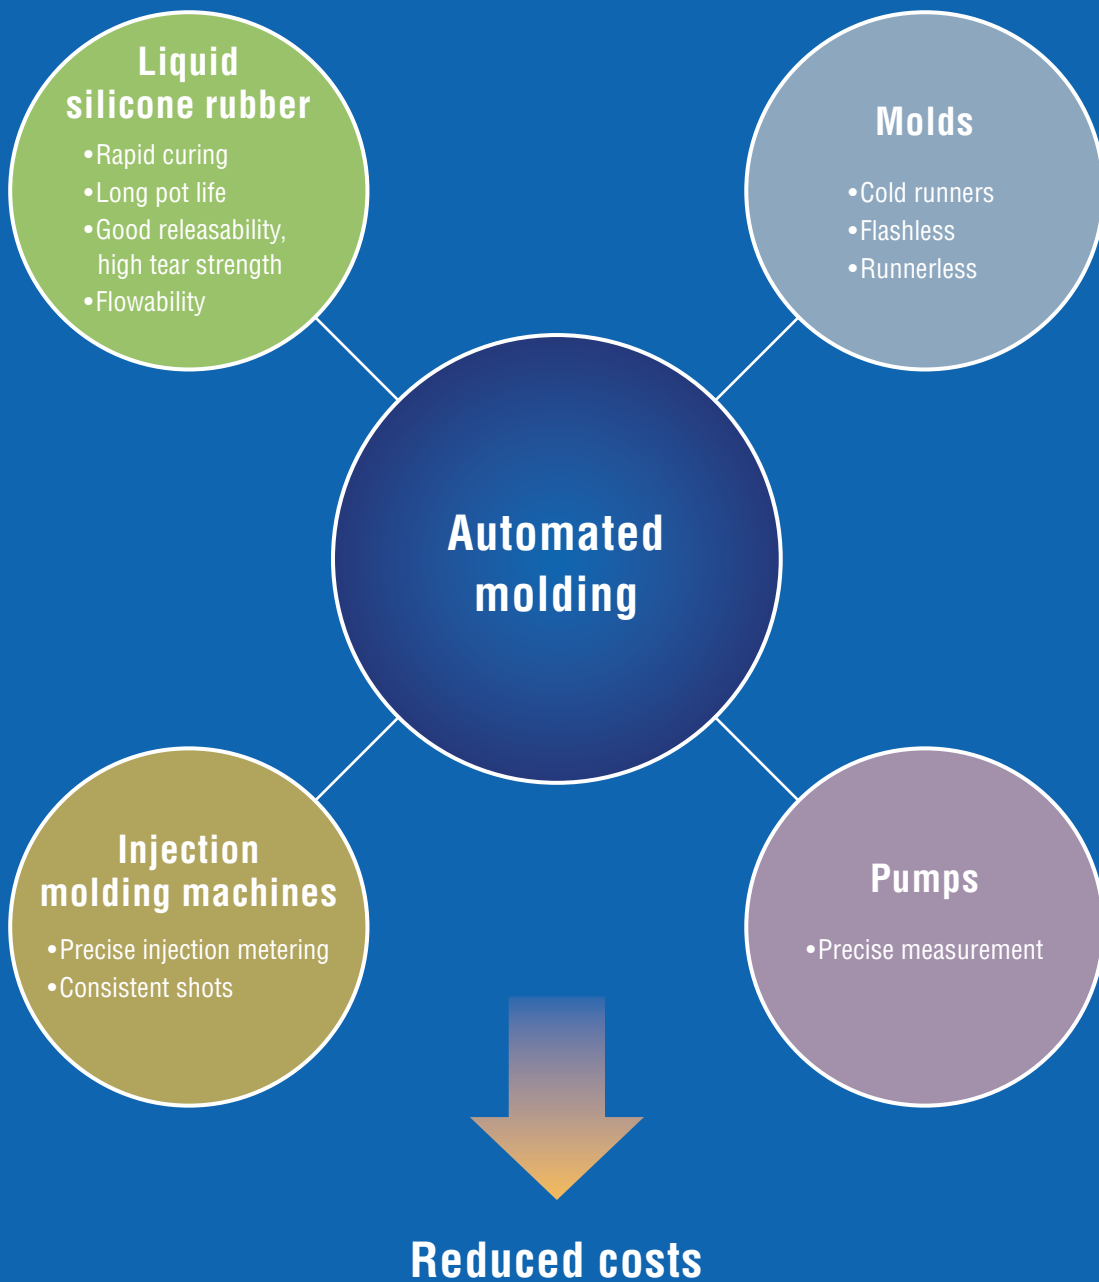 Liquid
silicone rubber
•Rapid curing
•Long pot life
•Good releasability,
high tear strength
•Flowability
Molds
•Cold runners
•Flashless
•Runnerless
Automated
molding
Injection
molding machines
•Precise injection metering
•Consistent shots
Pumps
•Precise measurement
Reduced costs